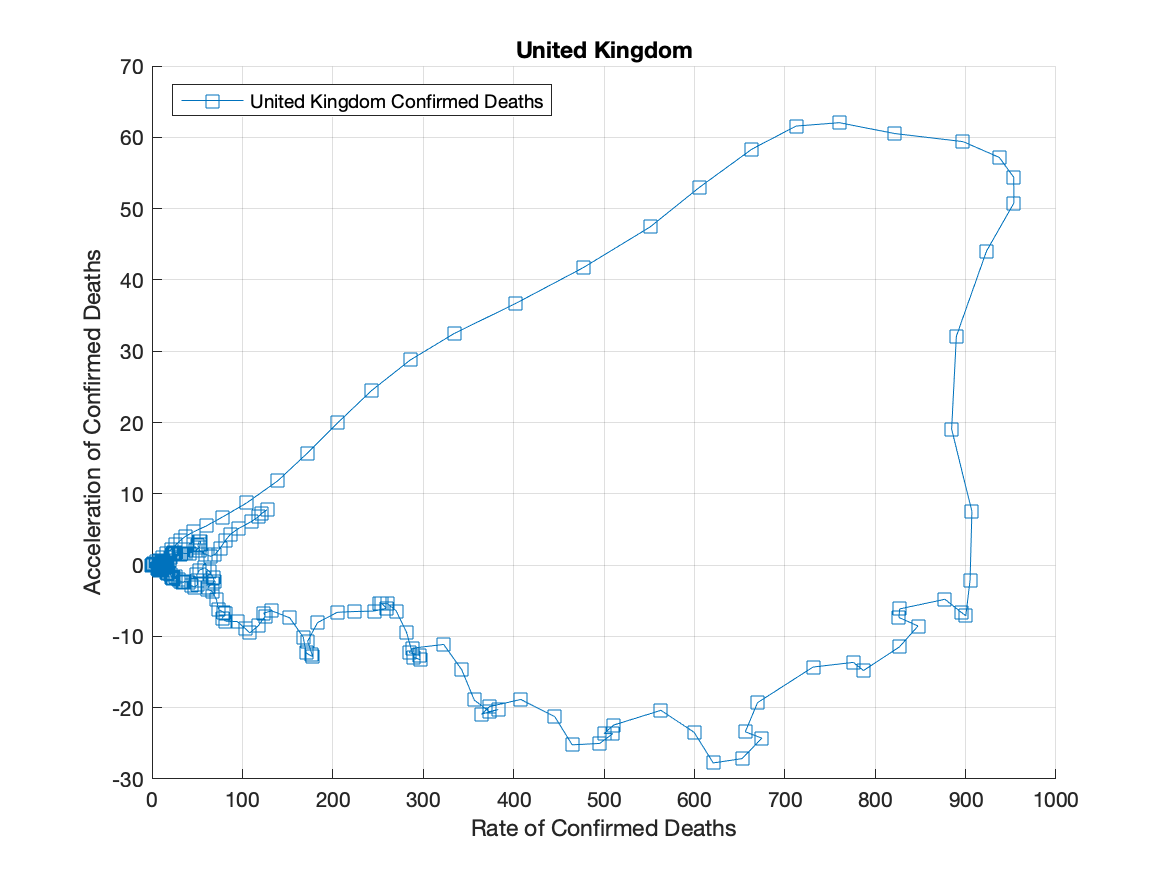 United Kingdom
70
United Kingdom Confirmed Deaths
60
50
40
30
20
10
0
-10
-20
-30
Acceleration of Confirmed Deaths
0 100 200 300 400 500 600 700 800 900 1000
Rate of Confirmed Deaths